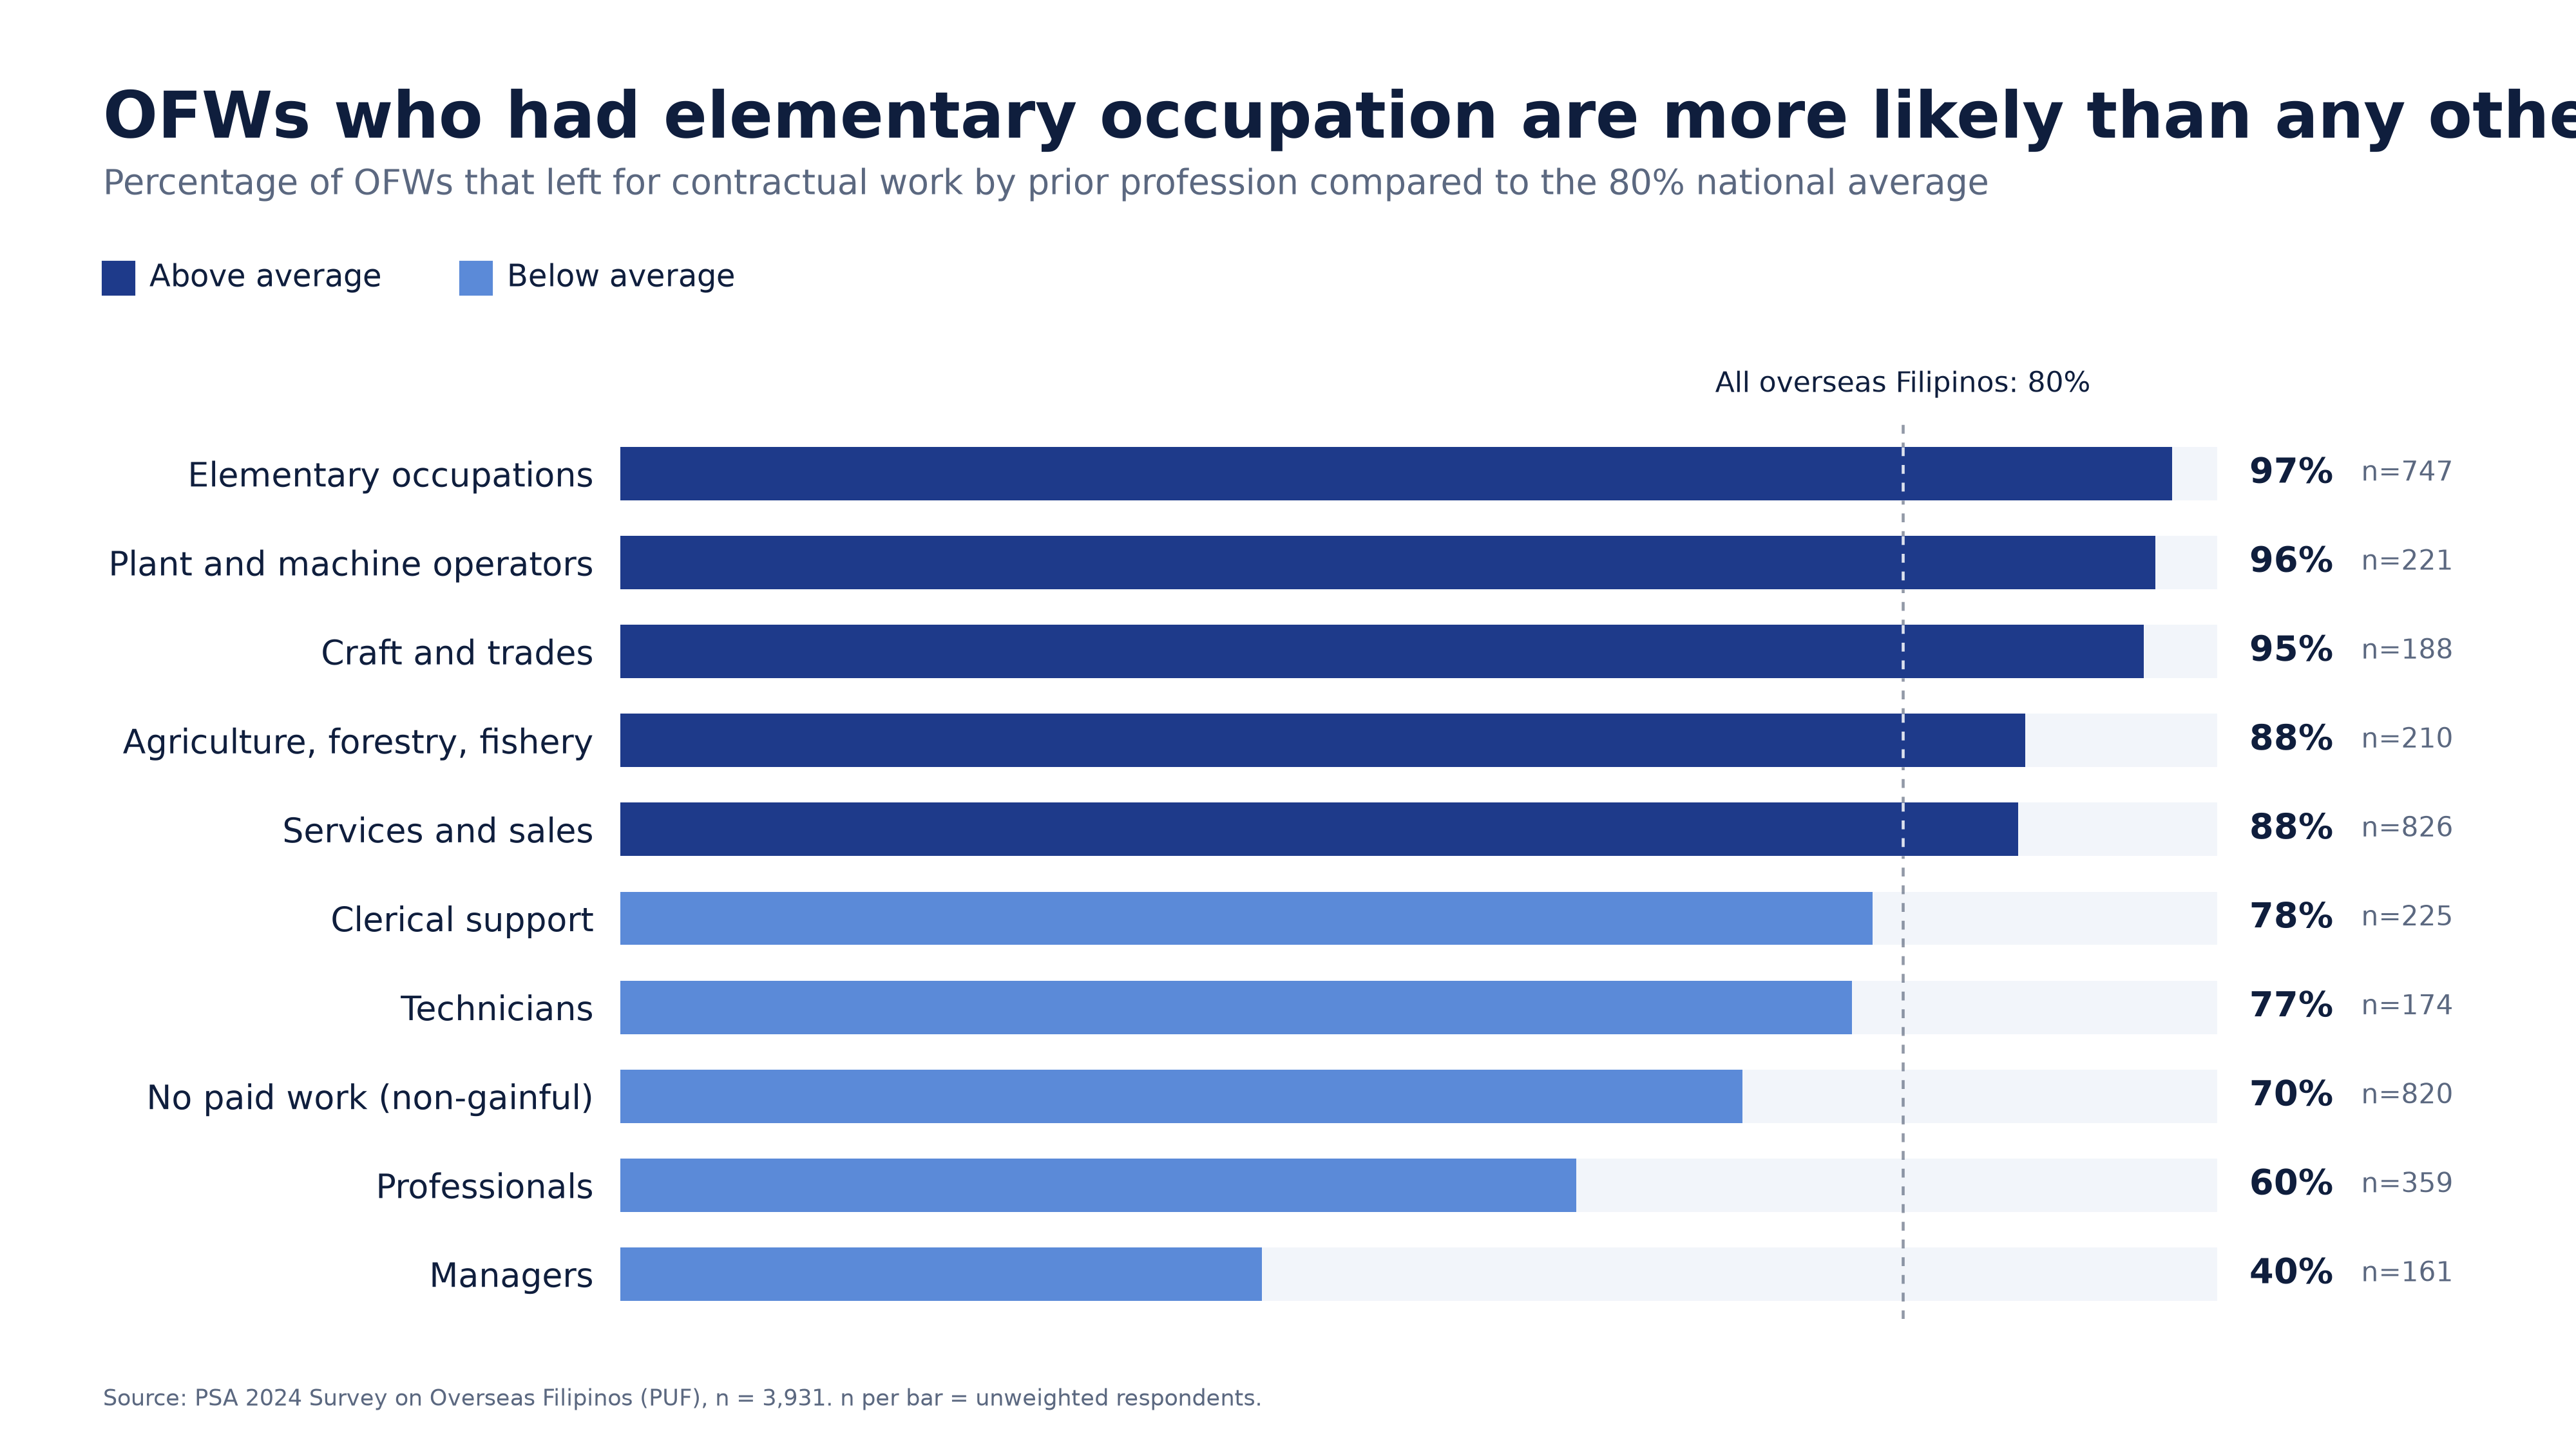 OFWs who had elementary occupation are more likely than any othe
Percentage of OFWs that left for contractual work by prior profession compared to the 80% national average
Above average Below average
All overseas Filipinos: 80%
Elementary occupations 97% n=747
Plant and machine operators 96% n=221
Craft and trades 95% n=188
Agriculture, forestry, fishery 88% n=210
Services and sales 88% n=826
Clerical support 78% n=225
Technicians 77% n=174
No paid work (non-gainful) 70% n=820
Professionals 60% n=359
Managers 40% n=161
Source: PSA 2024 Survey on Overseas Filipinos (PUF), n = 3,931. n per bar = unweighted respondents.